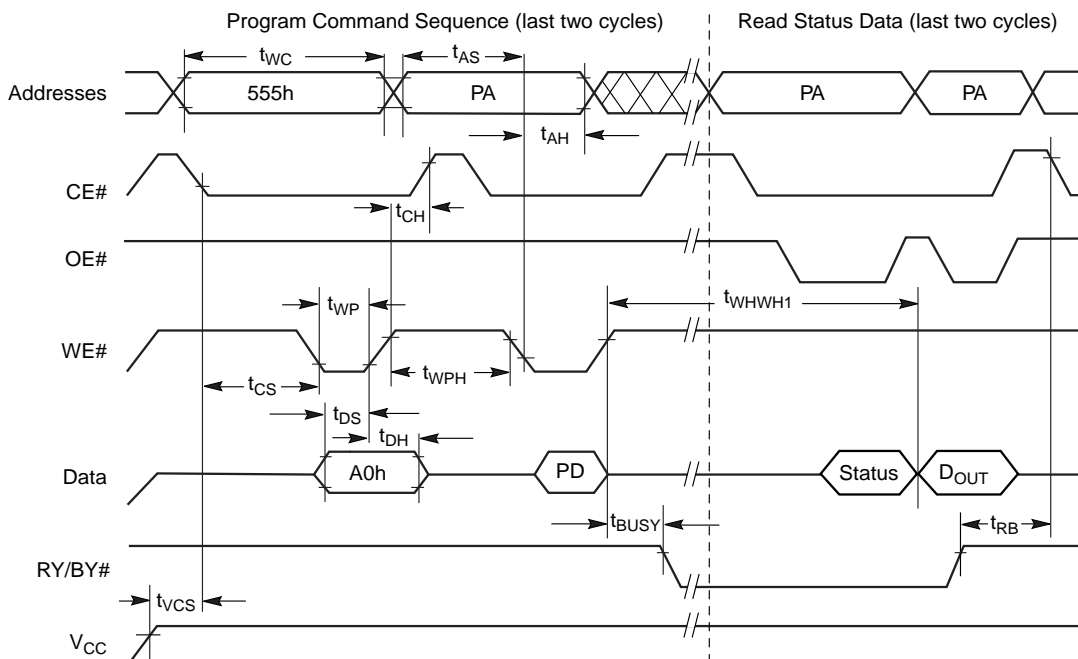 Program Command Sequence (last two cycles)
Read Status Data (last two cycles)
tWC
tAS
Addresses
555h
PA
PA
PA
tAH
CE#
tCH
OE#
tWP
tWHWH1
WE#
tCS
tWPH
tDS
tDH
Data
A0h
PD
Status
DOUT
tBUSY
tRB
RY/BY#
tVCS
VCC